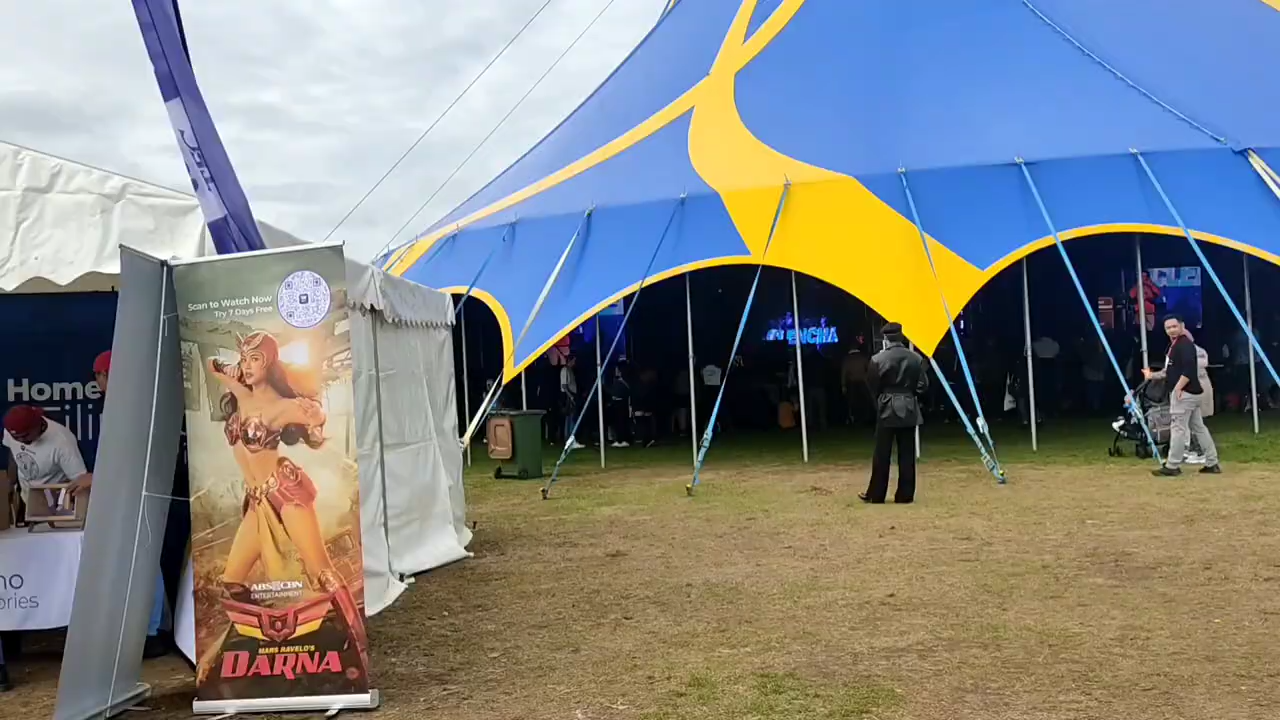 Scan to Watch Now
Try 7 Days Free
Home
ABS CBN
ENTERTAINMENT
MARS RAVELO'S
DARNA
no
ories